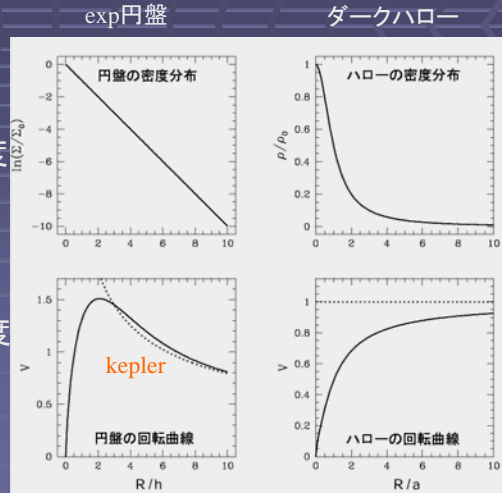 exp円盤 ダークハロー
円盤の密度分布
ln(Σ/Σ₀)
0
−2
−4
−6
−8
−10
0 2 4 6 8 10
ハローの密度分布
ρ/ρ₀
1
0.8
0.6
0.4
0.2
0
0 2 4 6 8 10
度
度
kepler
円盤の回転曲線
V
1.5
1
0.5
0
0 2 4 6 8 10
R/h
ハローの回転曲線
V
1
0.8
0.6
0.4
0.2
0
0 2 4 6 8 10
R/a